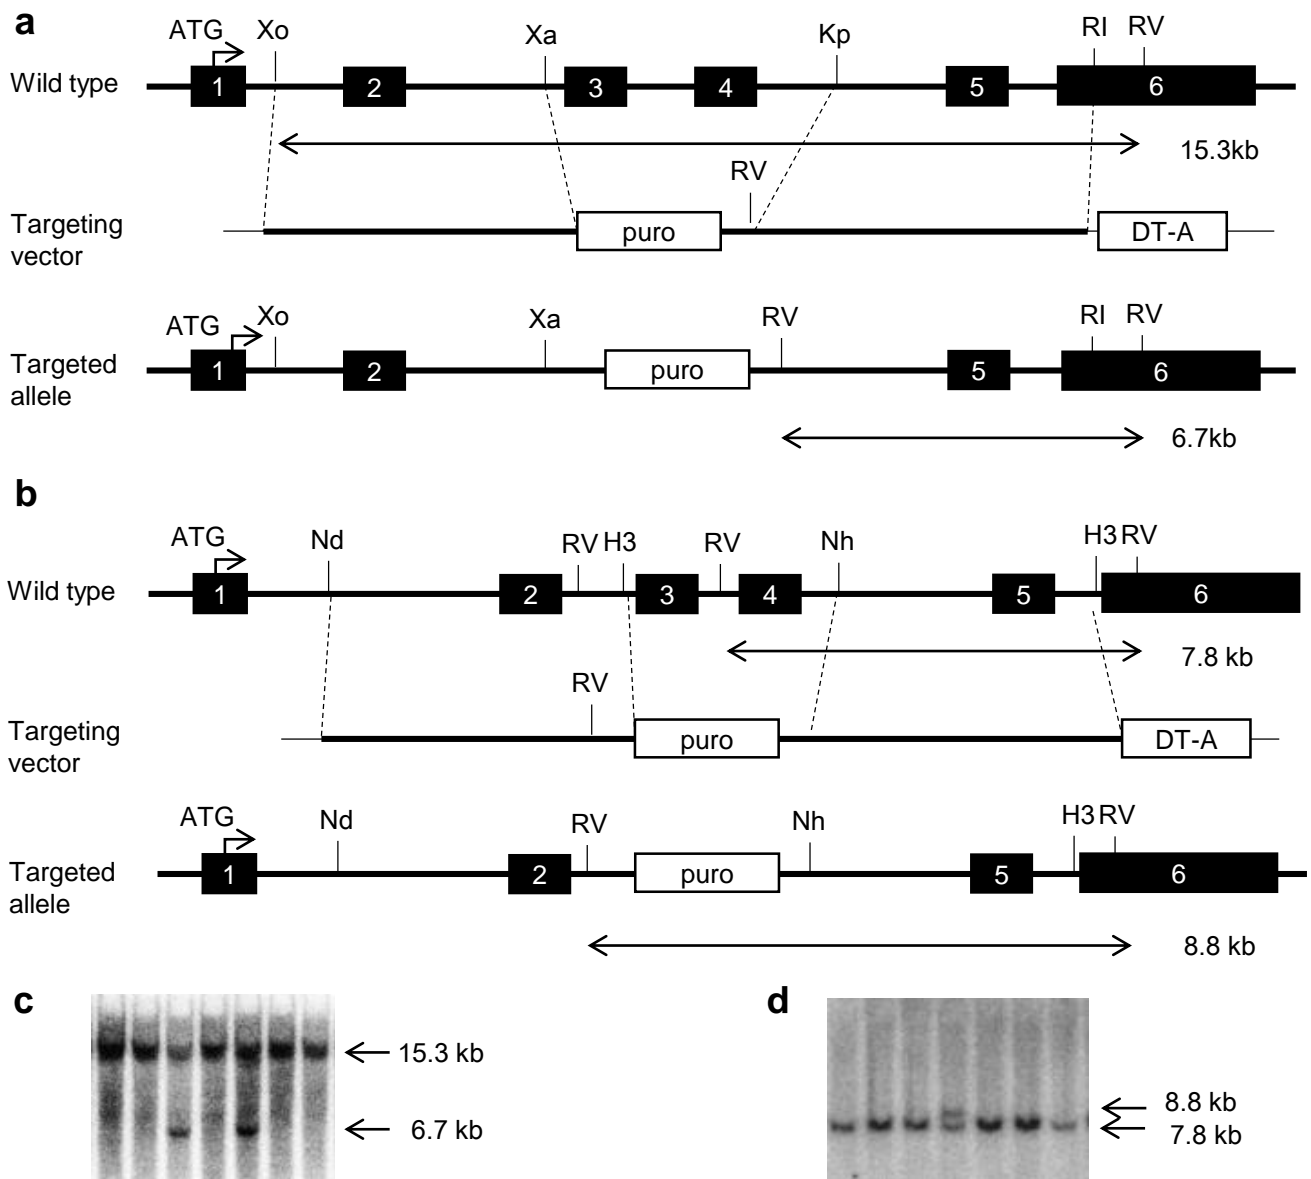 a
ATG Xo Xa Kp RI RV
Wild type 1 2 3 4 5 6
15.3kb
RV
Targeting vector puro DT-A
ATG Xo Xa RV RI RV
Targeted allele 1 2 puro 5 6
6.7kb
b
ATG Nd RV H3 RV Nh H3 RV
Wild type 1 2 3 4 5 6
7.8 kb
RV
Targeting vector puro DT-A
ATG Nd RV Nh H3 RV
Targeted allele 1 2 puro 5 6
8.8 kb
c
15.3 kb
6.7 kb
d
8.8 kb
7.8 kb